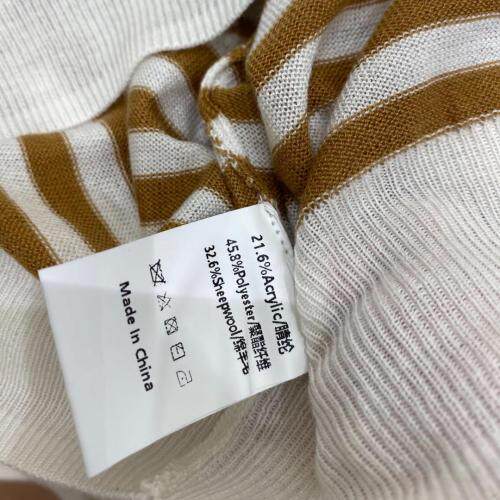 21.6%Acrylic/腈纶
45.8%Polyester/聚酯纤维
32.6%Sheepwool/绵羊毛
Made In China